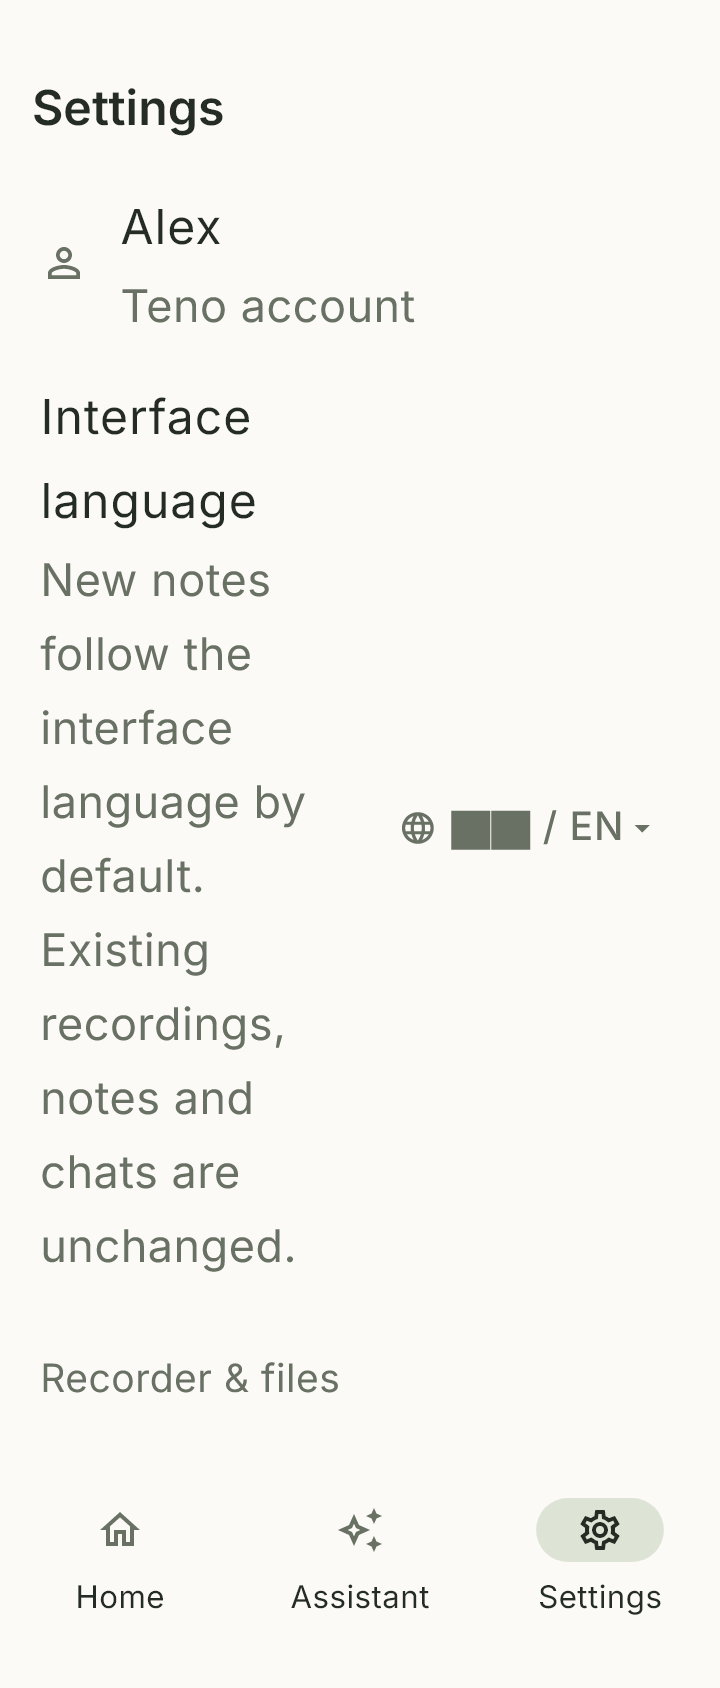 Settings
Alex
Teno account
Interface
language
New notes
follow the
interface
language by
default.
Existing
recordings,
notes and
chats are
unchanged.
/ EN
Recorder & files
Home
Assistant
Settings